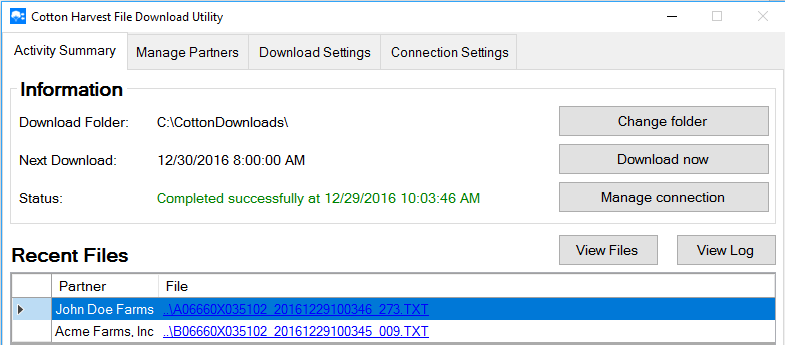 Cotton Harvest File Download Utility
Activity Summary Manage Partners Download Settings Connection Settings
Information
Download Folder: C:\CottonDownloads\ Change folder
Next Download: 12/30/2016 8:00:00 AM Download now
Status: Completed successfully at 12/29/2016 10:03:46 AM Manage connection
Recent Files View Files View Log
Partner File
John Doe Farms ..\A06660X035102_20161229100346_273.TXT
Acme Farms, Inc ..\B06660X035102_20161229100345_009.TXT